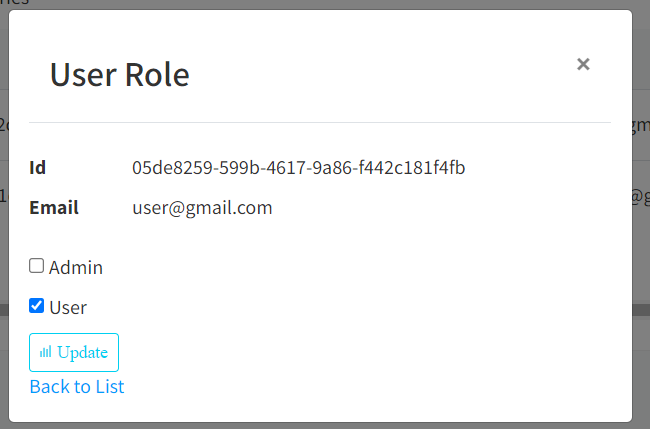 User Role
×
Id 05de8259-599b-4617-9a86-f442c181f4fb
Email user@gmail.com
Admin
User
Update
Back to List